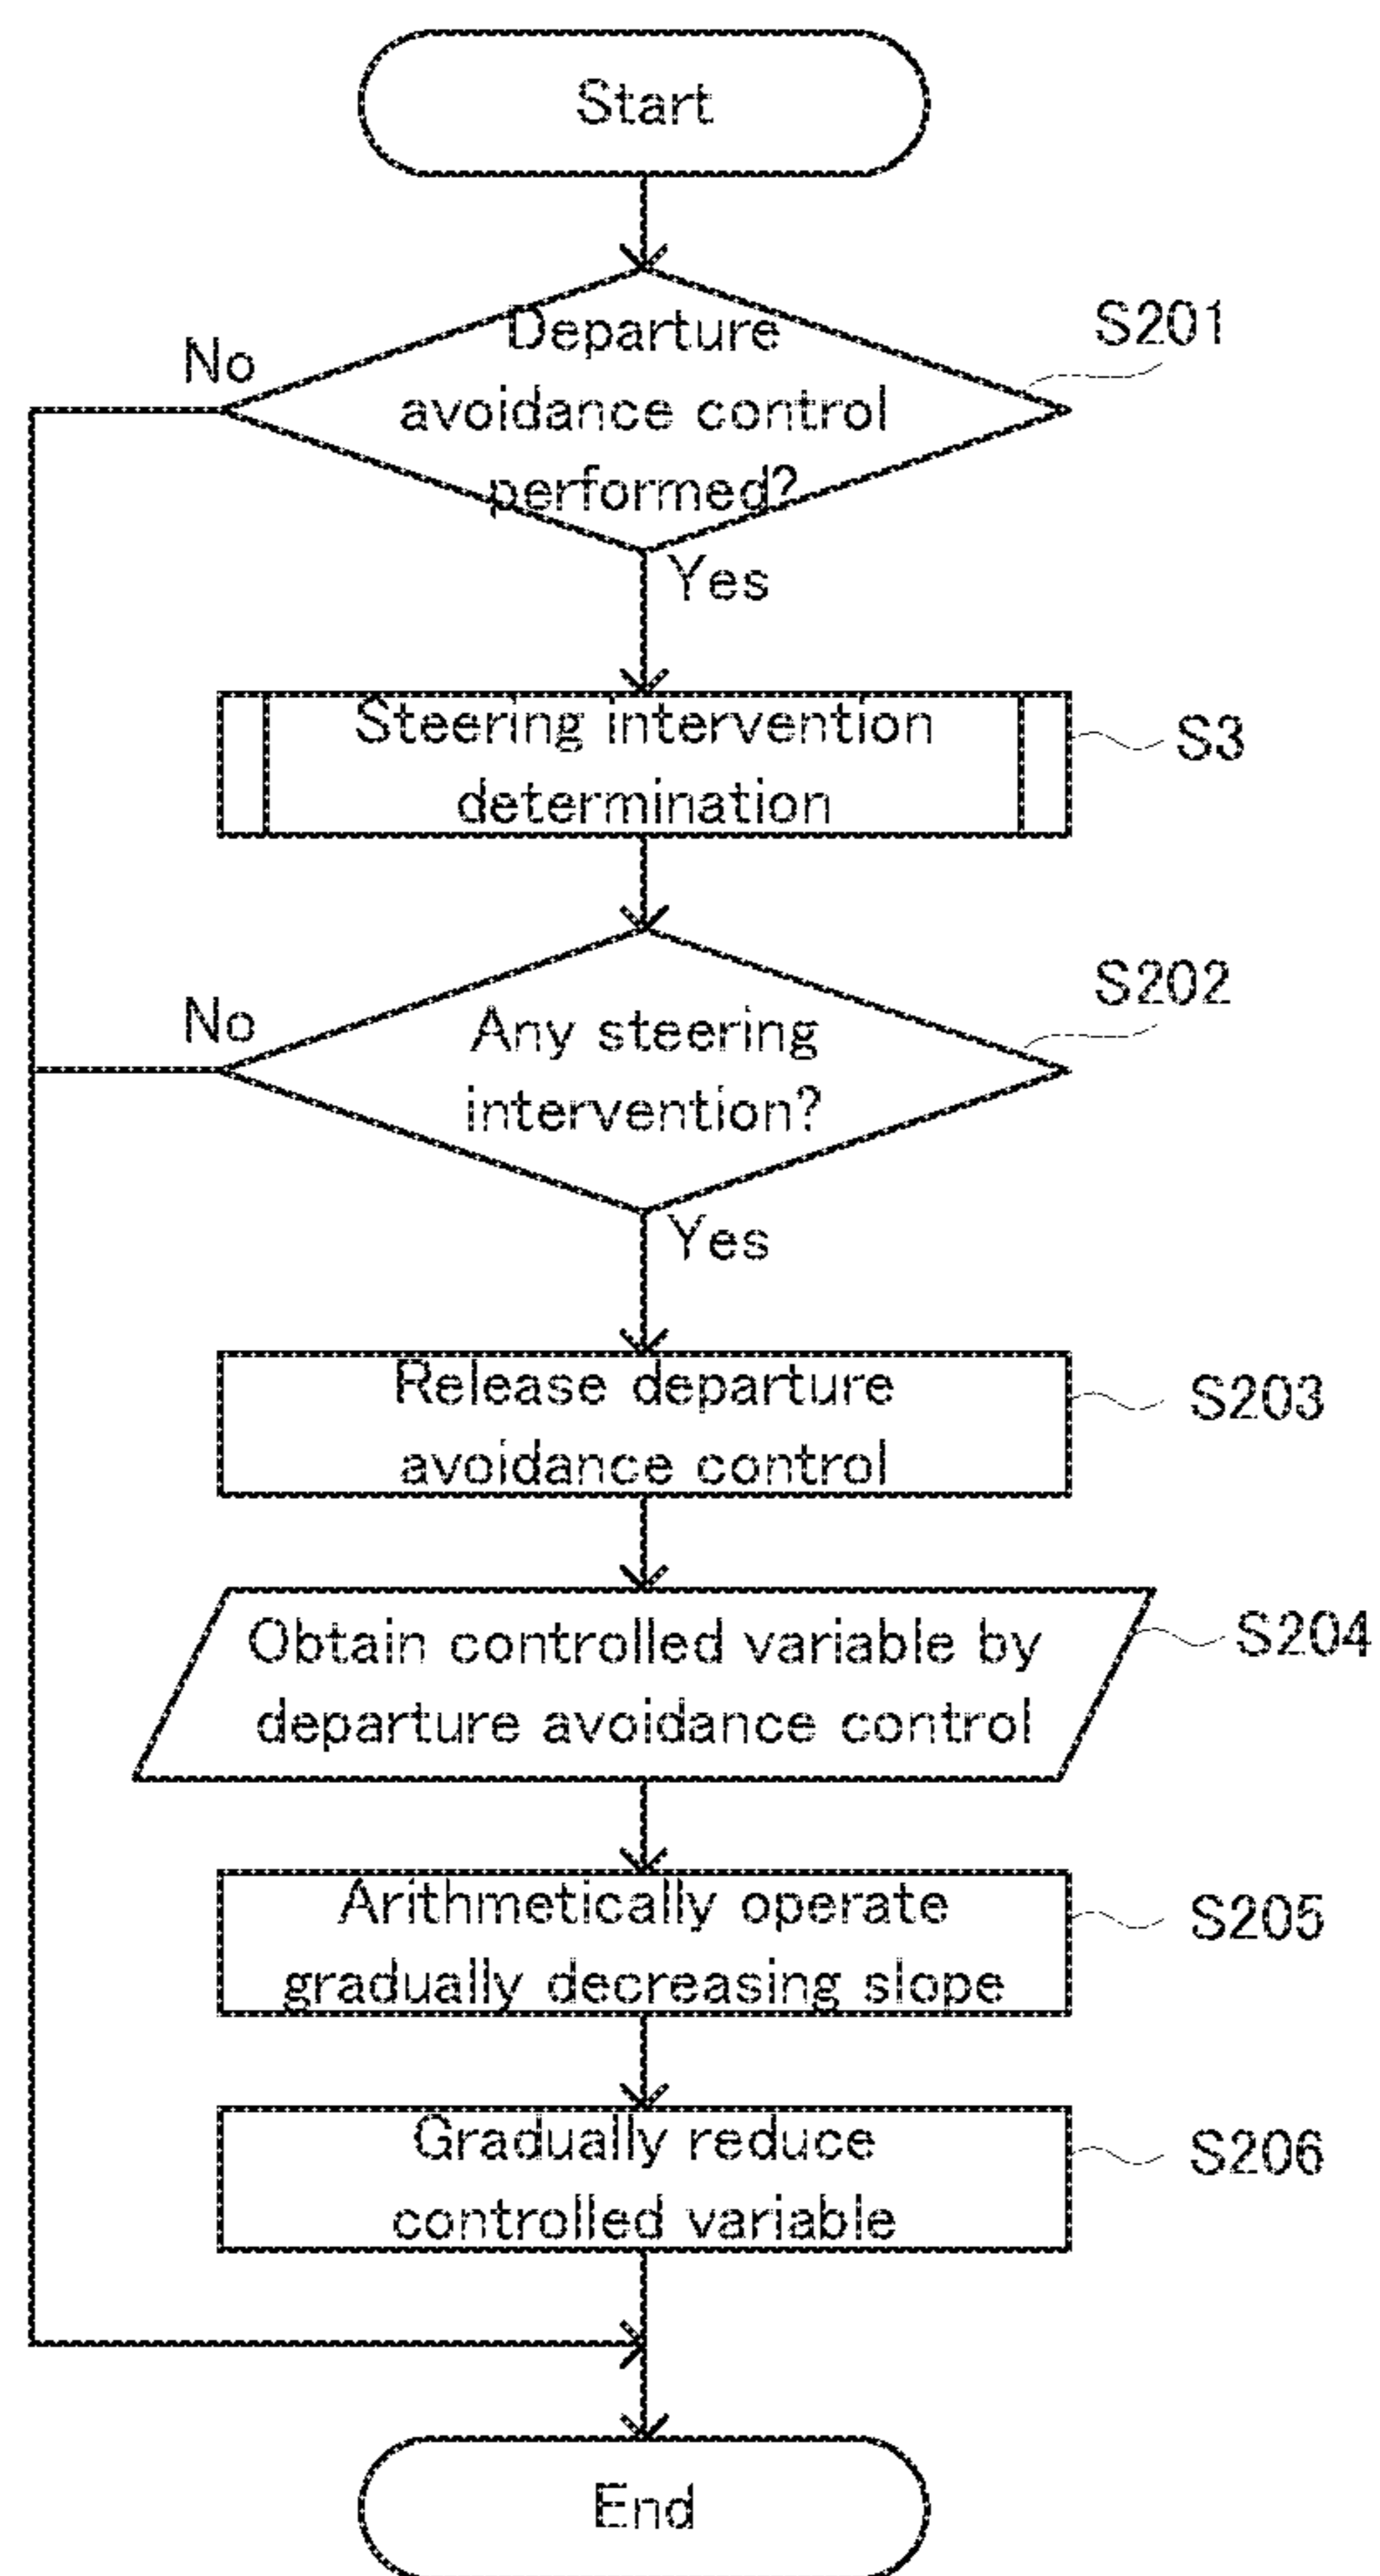 Start
Departure
avoidance control
performed?
S201
No
Yes
Steering intervention
determination
S3
Any steering
intervention?
S202
No
Yes
Release departure
avoidance control
S203
Obtain controlled variable by
departure avoidance control
S204
Arithmetically operate
gradually decreasing slope
S205
Gradually reduce
controlled variable
S206
End